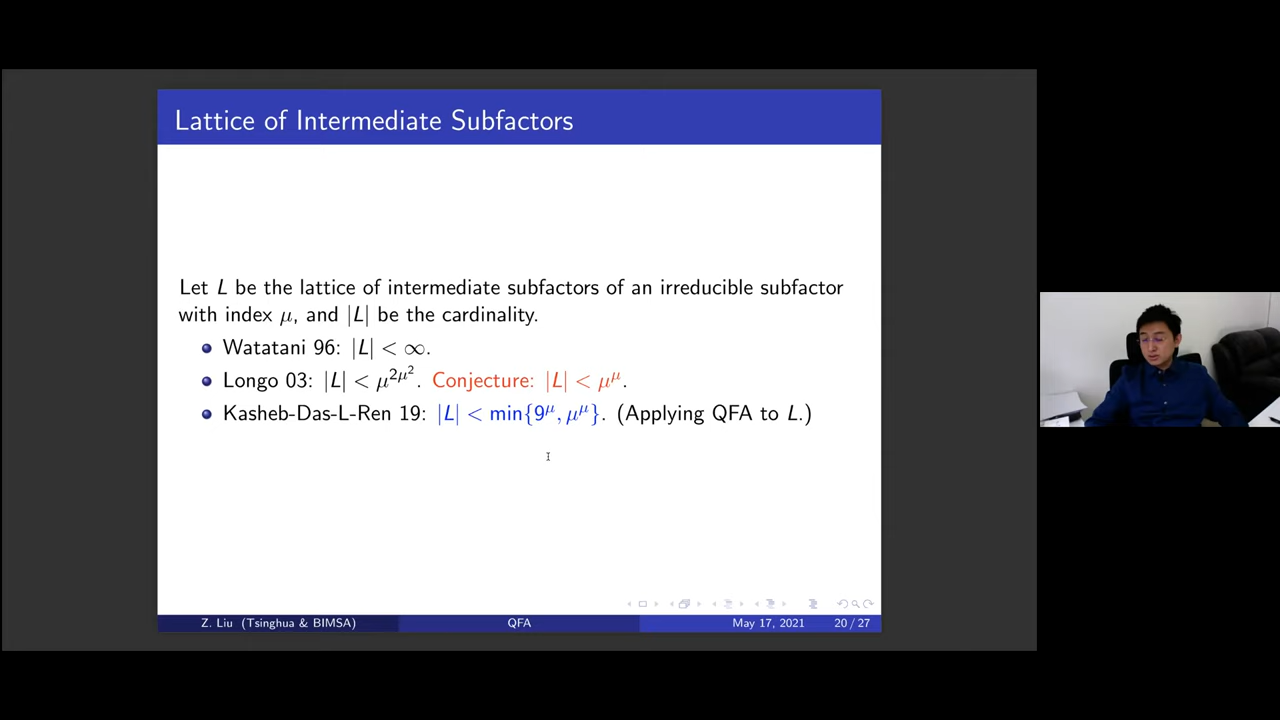 Lattice of Intermediate Subfactors
Let L be the lattice of intermediate subfactors of an irreducible subfactor
with index μ, and |L| be the cardinality.
Watatani 96: |L| < ∞.
Longo 03: |L| < μ^{2μ^2}. Conjecture: |L| < μ^μ.
Kasheb-Das-L-Ren 19: |L| < min{9^μ, μ^μ}. (Applying QFA to L.)
Z. Liu (Tsinghua & BIMSA) QFA May 17, 2021 20 / 27